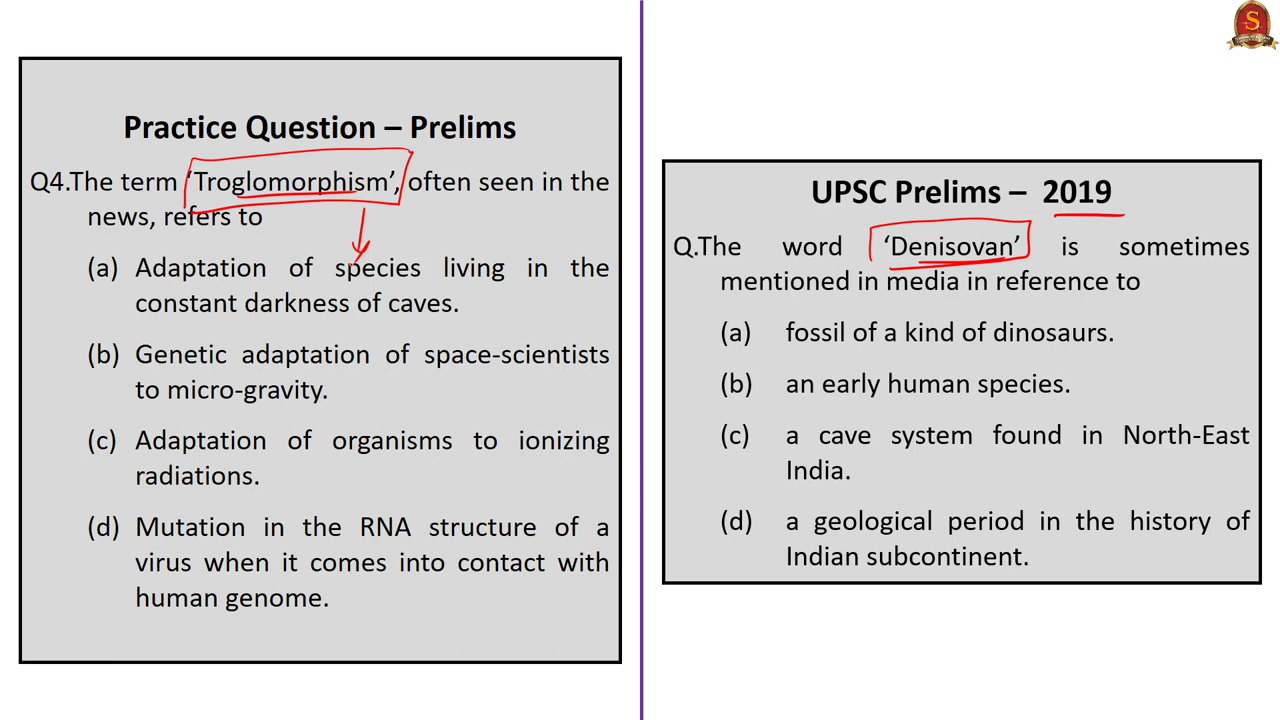 Practice Question – Prelims
Q4.The term ‘Troglomorphism’, often seen in the
news, refers to
(a) Adaptation of species living in the
constant darkness of caves.
(b) Genetic adaptation of space-scientists
to micro-gravity.
(c) Adaptation of organisms to ionizing
radiations.
(d) Mutation in the RNA structure of a
virus when it comes into contact with
human genome.
UPSC Prelims – 2019
Q.The word ‘Denisovan’ is sometimes
mentioned in media in reference to
(a) fossil of a kind of dinosaurs.
(b) an early human species.
(c) a cave system found in North-East
India.
(d) a geological period in the history of
Indian subcontinent.
S